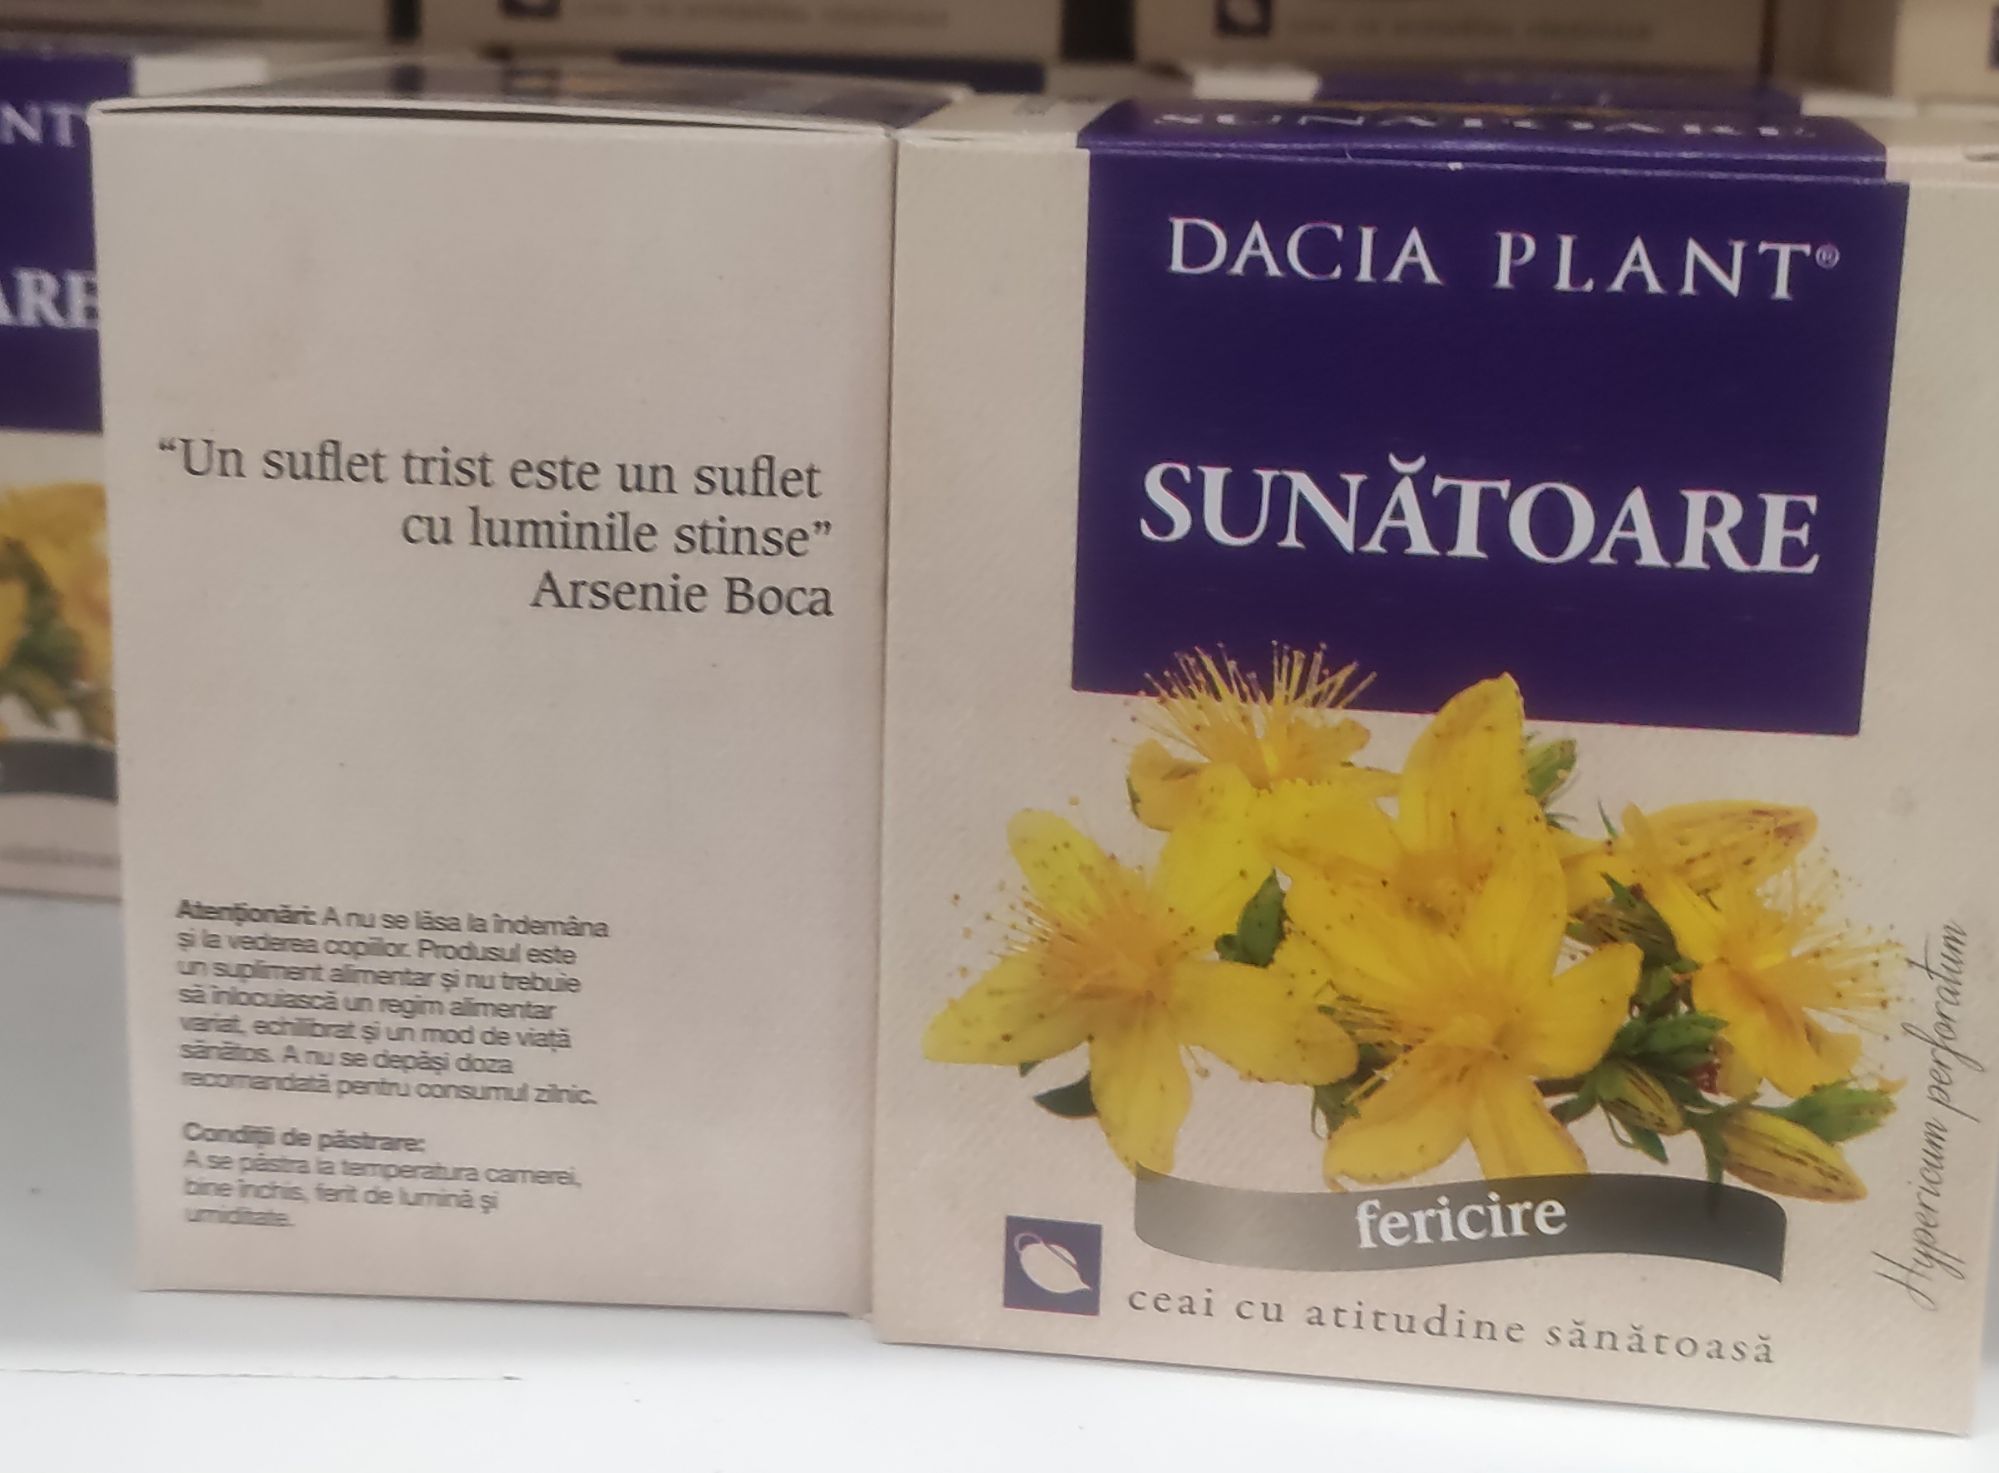 “Un suflet trist este un suflet
cu luminile stinse”
Arsenie Boca
Atenționări: A nu se lăsa la îndemâna
și la vederea copiilor. Produsul este
un supliment alimentar și nu trebuie
să înlocuiască un regim alimentar
variat, echilibrat și un mod de viață
sănătos. A nu se depăși doza
recomandată pentru consumul zilnic.
Condiții de păstrare:
A se păstra la temperatura camerei,
bine închis, ferit de lumină și
umiditate.
SUNĂTOARE
DACIA PLANT®
SUNĂTOARE
Hypericum perforatum
fericire
ceai cu atitudine sănătoasă
NT
ARE